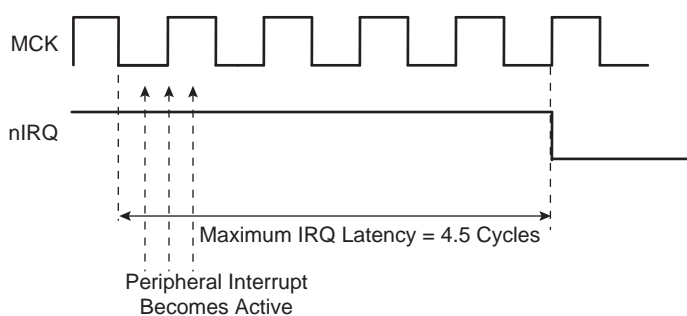 MCK
nIRQ
Maximum IRQ Latency = 4.5 Cycles
Peripheral Interrupt
Becomes Active